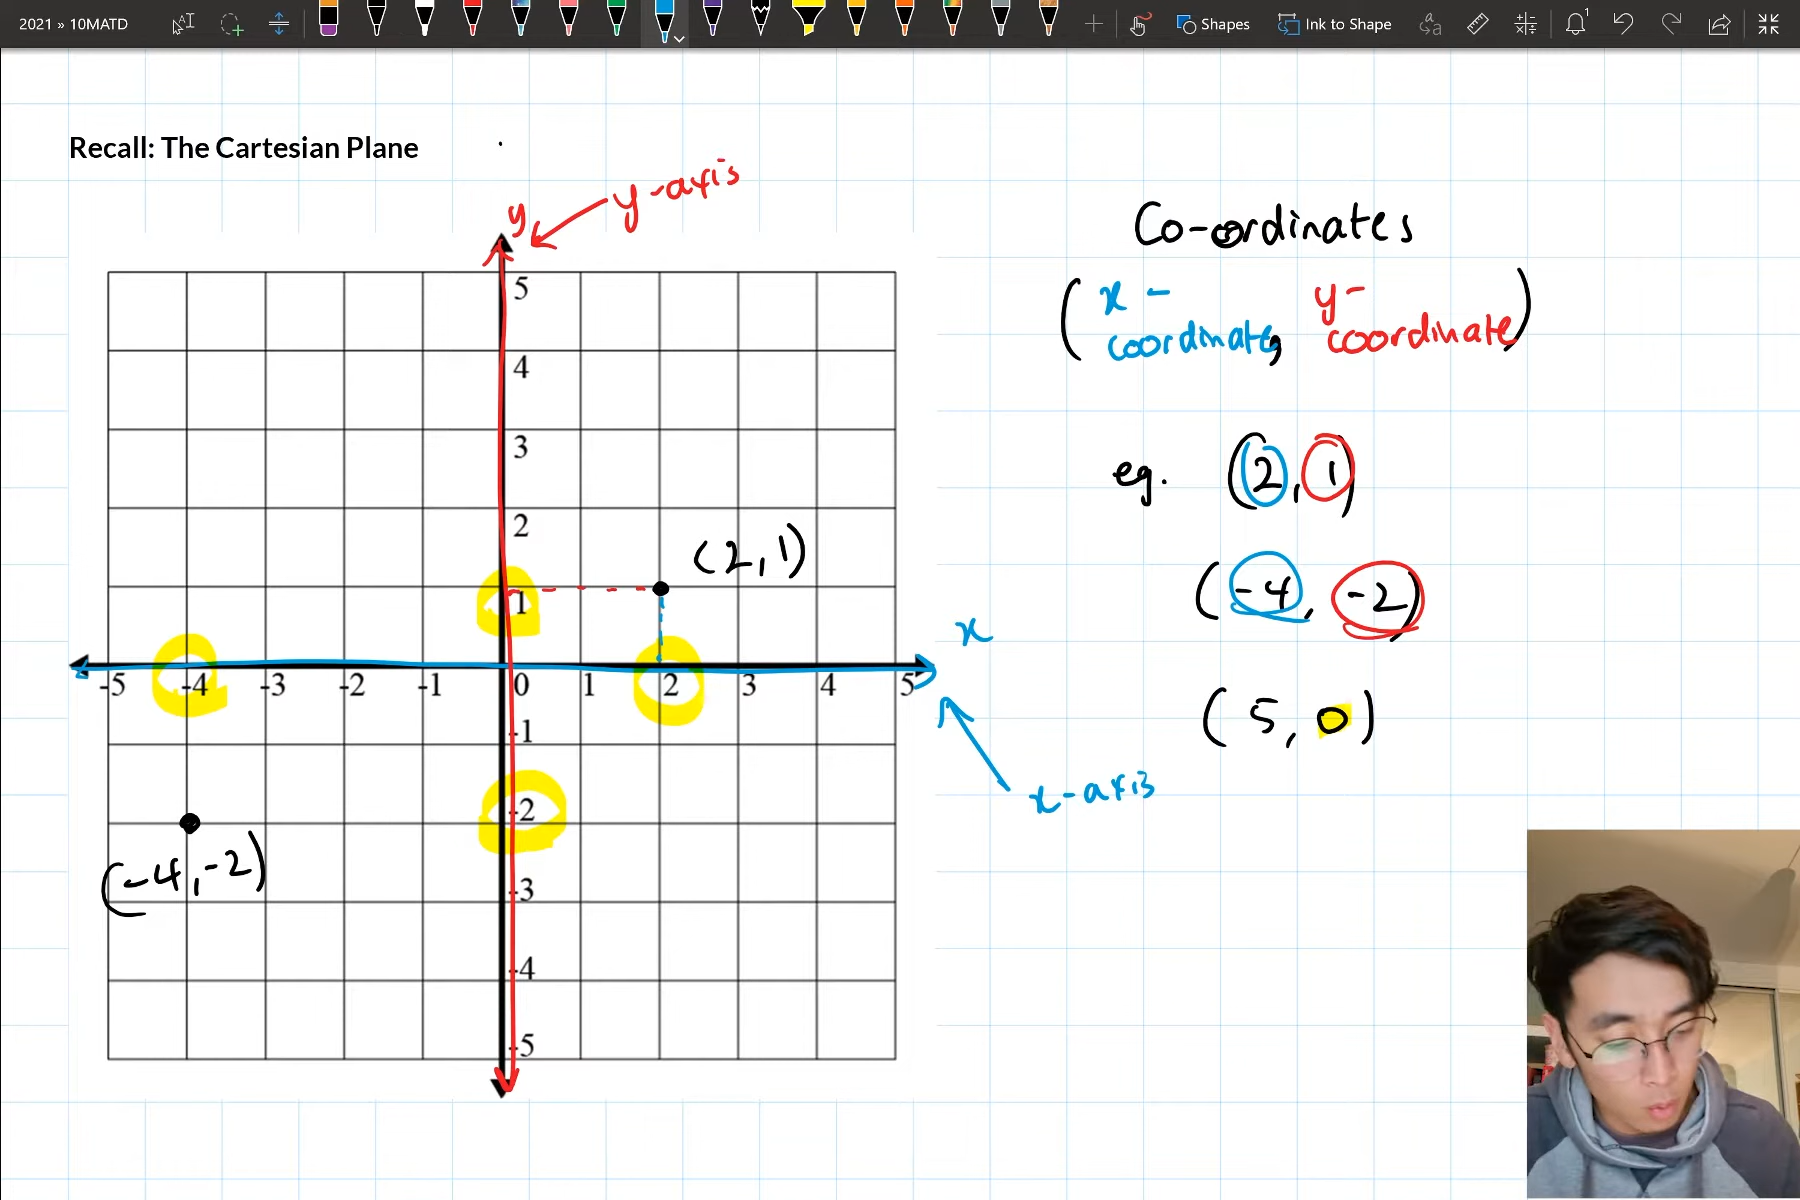 2021 » 10MATD
Shapes
Ink to Shape
1
Recall: The Cartesian Plane
y-axis
y
Co-ordinates
(x-coordinate, y-coordinate)
5
4
3
2
1
eg. (2, 1)
(2, 1)
(-4, -2)
x
-5 -4 -3 -2 -1 0 1 2 3 4 5
(5, 0)
-1
x-axis
-2
(-4, -2)
-3
-4
-5